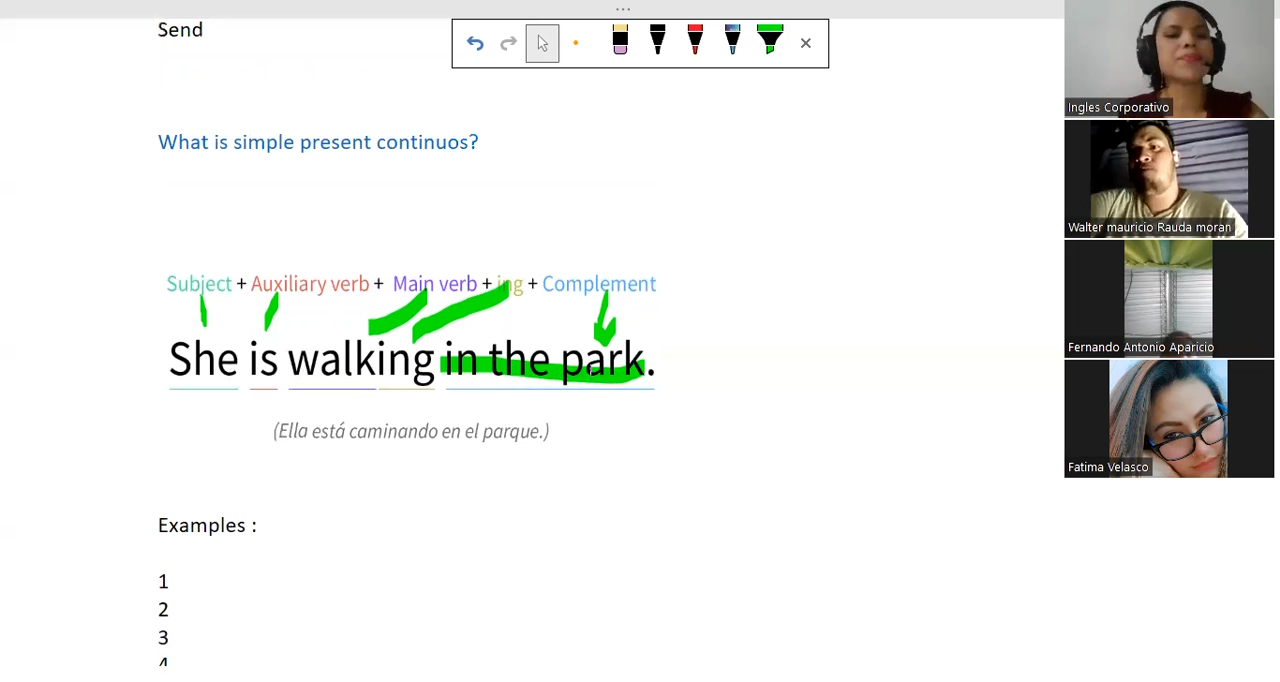 Send
What is simple present continuos?
Subject + Auxiliary verb + Main verb + ing + Complement
She is walking in the park.
(Ella está caminando en el parque.)
Examples :
1
2
3
4
Ingles Corporativo
Walter mauricio Rauda moran
Fernando Antonio Aparicio
Fatima Velasco